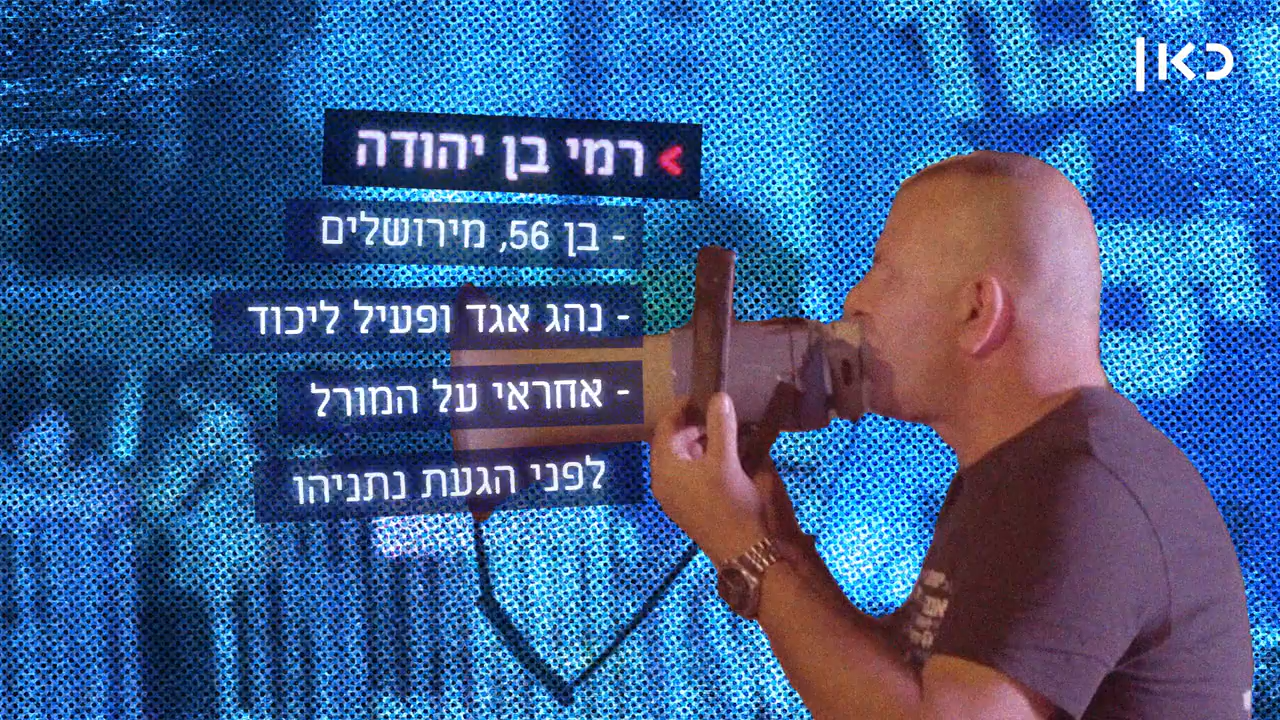 כאן
רמי בן יהודה
- בן 56, מירושלים
- נהג אגד ופעיל ליכוד
- אחראי על המורל
לפני הגעת נתניהו